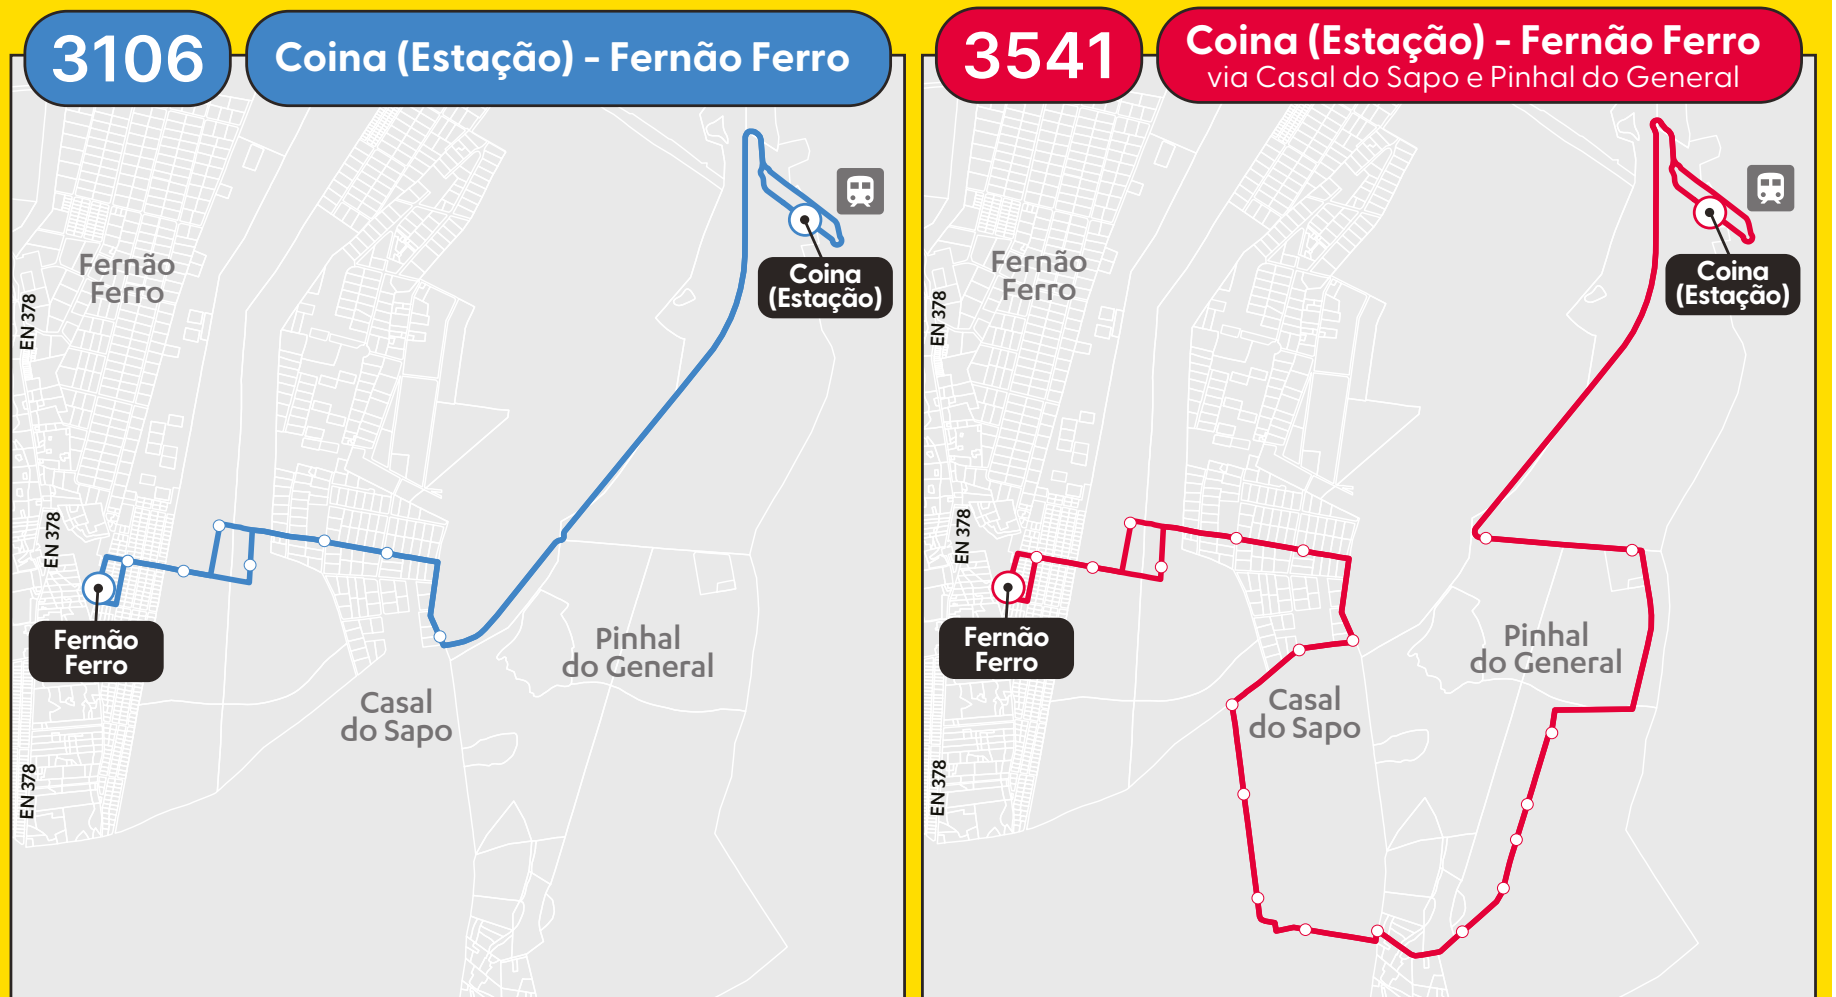 3106
Coina (Estação) - Fernão Ferro
Fernão
Ferro
EN 378
Coina
(Estação)
EN 378
Fernão
Ferro
Pinhal
do General
Casal
do Sapo
EN 378
3541
Coina (Estação) - Fernão Ferro
via Casal do Sapo e Pinhal do General
Fernão
Ferro
EN 378
Coina
(Estação)
EN 378
Fernão
Ferro
Pinhal
do General
Casal
do Sapo
EN 378